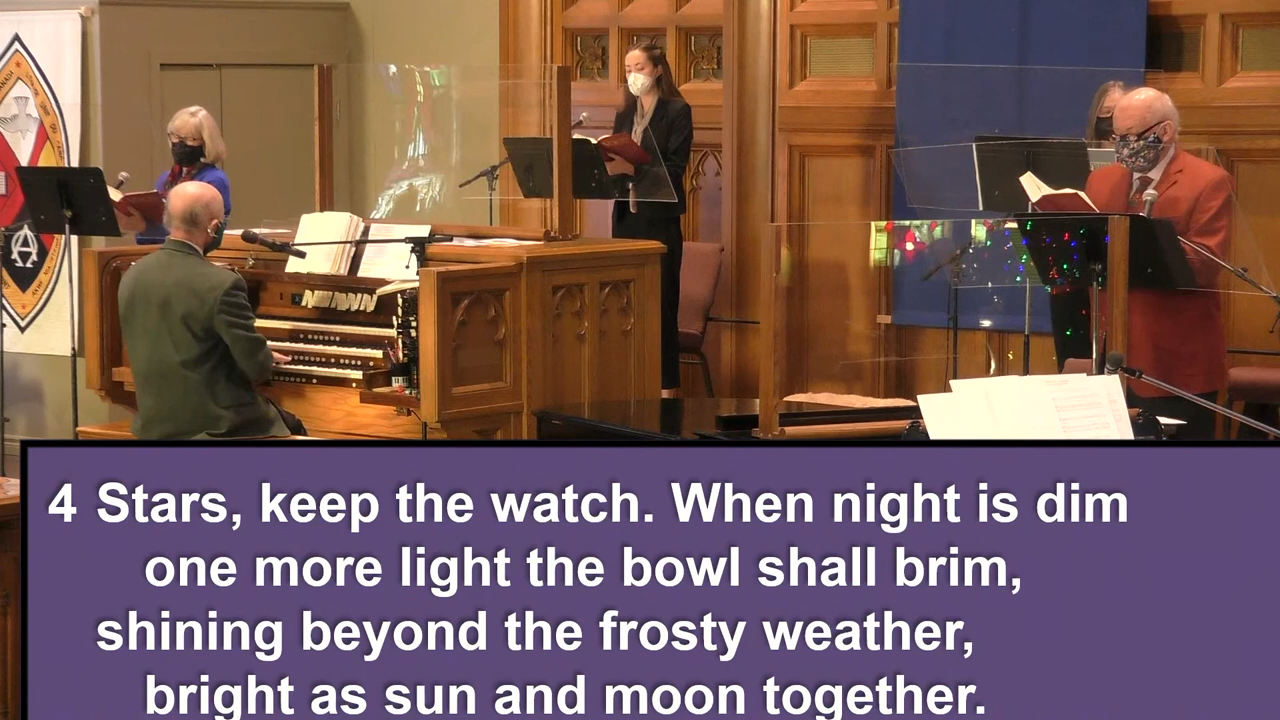 4 Stars, keep the watch. When night is dim
one more light the bowl shall brim,
shining beyond the frosty weather,
bright as sun and moon together.